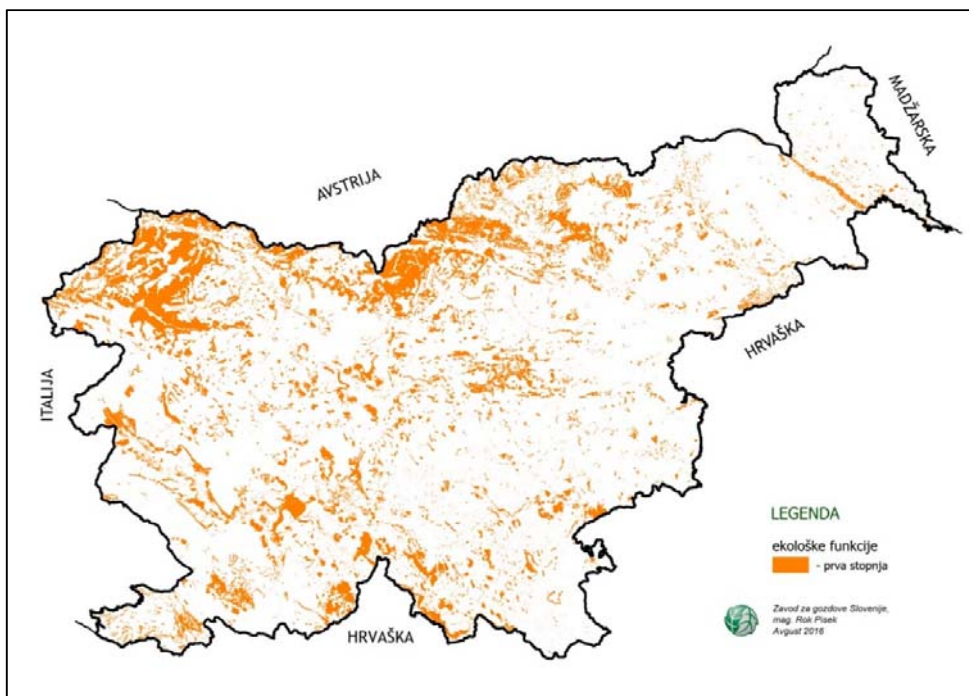 MADŽARSKA
AVSTRIJA
HRVAŠKA
ITALIJA
LEGENDA
ekološke funkcije
- prva stopnja
Zavod za gozdove Slovenije,
mag. Rok Pisek
Avgust 2016
HRVAŠKA